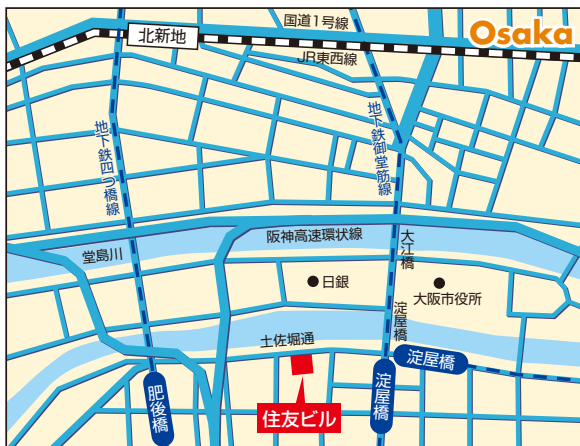 国道1号線
Osaka
北新地
JR東西線
地下鉄四つ橋線
地下鉄御堂筋線
阪神高速環状線
大江橋
堂島川
日銀
大阪市役所
淀屋橋
土佐堀通
淀屋橋
肥後橋
淀屋橋
住友ビル